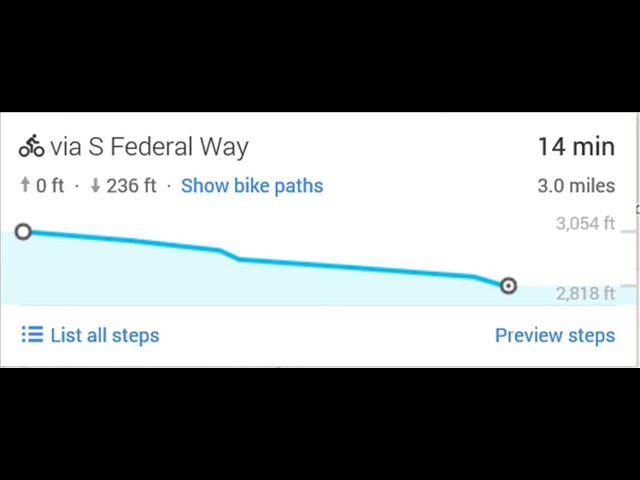 via S Federal Way 14 min
0 ft · 236 ft · Show bike paths 3.0 miles
3,054 ft
2,818 ft
List all steps Preview steps